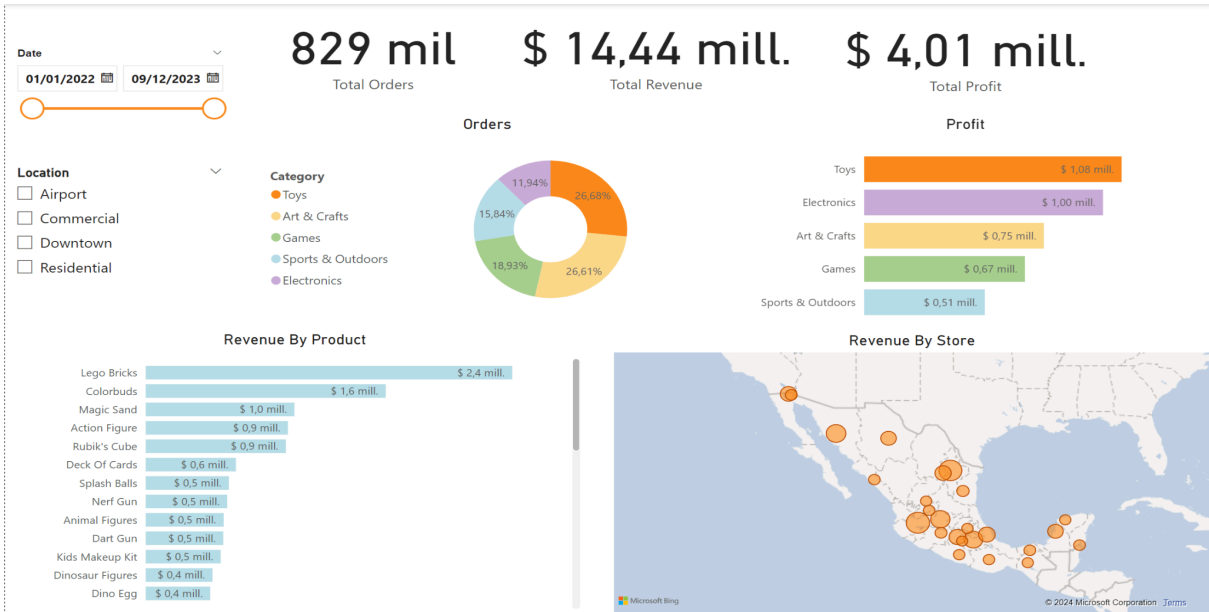 Date
01/01/2022
09/12/2023
829 mil
Total Orders
$ 14,44 mill.
Total Revenue
$ 4,01 mill.
Total Profit
Location
Airport
Commercial
Downtown
Residential
Orders
Category
Toys
Art & Crafts
Games
Sports & Outdoors
Electronics
11,94%
26,68%
15,84%
18,93%
26,61%
Profit
Toys $ 1,08 mill.
Electronics $ 1,00 mill.
Art & Crafts $ 0,75 mill.
Games $ 0,67 mill.
Sports & Outdoors $ 0,51 mill.
Revenue By Product
Lego Bricks $ 2,4 mill.
Colorbuds $ 1,6 mill.
Magic Sand $ 1,0 mill.
Action Figure $ 0,9 mill.
Rubik's Cube $ 0,9 mill.
Deck Of Cards $ 0,6 mill.
Splash Balls $ 0,5 mill.
Nerf Gun $ 0,5 mill.
Animal Figures $ 0,5 mill.
Dart Gun $ 0,5 mill.
Kids Makeup Kit $ 0,5 mill.
Dinosaur Figures $ 0,4 mill.
Dino Egg $ 0,4 mill.
Revenue By Store
Microsoft Bing
© 2024 Microsoft Corporation Terms